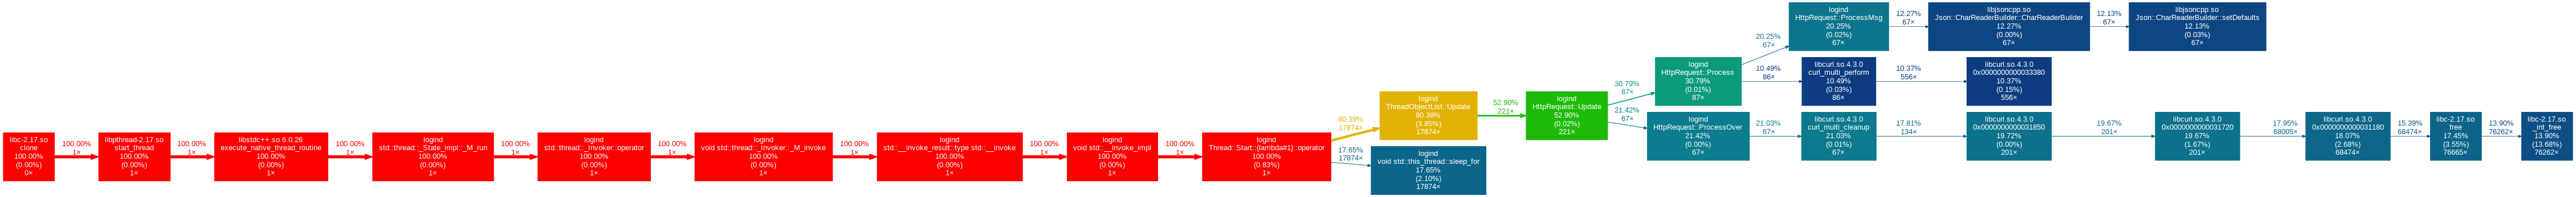 libc-2.17.so
clone
100.00%
(0.00%)
0×
100.00%
1×
libpthread-2.17.so
start_thread
100.00%
(0.00%)
1×
100.00%
1×
libstdc++.so.6.0.26
execute_native_thread_routine
100.00%
(0.00%)
1×
100.00%
1×
logind
std::thread::_State_impl::_M_run
100.00%
(0.00%)
1×
100.00%
1×
logind
std::thread::_Invoker::operator
100.00%
(0.00%)
1×
100.00%
1×
logind
void std::thread::_Invoker::_M_invoke
100.00%
(0.00%)
1×
100.00%
1×
logind
std::__invoke_result::type std::__invoke
100.00%
(0.00%)
1×
100.00%
1×
logind
void std::__invoke_impl
100.00%
(0.00%)
1×
100.00%
1×
logind
Thread::Start::{lambda#1}::operator
100.00%
(0.83%)
1×
80.39%
17874×
logind
ThreadObjectList::Update
80.39%
(3.85%)
17874×
17.65%
17874×
logind
void std::this_thread::sleep_for
17.65%
(2.10%)
17874×
52.90%
221×
logind
HttpRequest::Update
52.90%
(0.02%)
221×
30.79%
87×
logind
HttpRequest::Process
30.79%
(0.01%)
87×
20.25%
67×
logind
HttpRequest::ProcessMsg
20.25%
(0.02%)
67×
12.27%
67×
libjsoncpp.so
Json::CharReaderBuilder::CharReaderBuilder
12.27%
(0.00%)
67×
12.13%
67×
libjsoncpp.so
Json::CharReaderBuilder::setDefaults
12.13%
(0.03%)
67×
10.49%
86×
libcurl.so.4.3.0
curl_multi_perform
10.49%
(0.03%)
86×
10.37%
556×
libcurl.so.4.3.0
0x0000000000033380
10.37%
(0.15%)
556×
21.42%
67×
logind
HttpRequest::ProcessOver
21.42%
(0.00%)
67×
21.03%
67×
libcurl.so.4.3.0
curl_multi_cleanup
21.03%
(0.01%)
67×
17.81%
134×
libcurl.so.4.3.0
0x0000000000031850
19.72%
(0.00%)
201×
19.67%
201×
libcurl.so.4.3.0
0x0000000000031720
19.67%
(1.67%)
201×
17.95%
68005×
libcurl.so.4.3.0
0x0000000000031180
18.07%
(2.68%)
68474×
15.39%
68474×
libc-2.17.so
free
17.45%
(3.55%)
76665×
13.90%
76262×
libc-2.17.so
_int_free
13.90%
(13.68%)
76262×